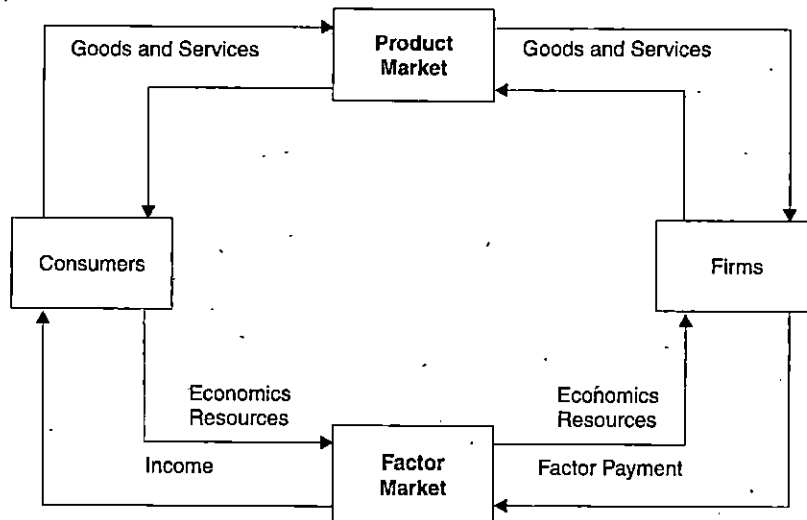 Goods and Services
Product
Market
Goods and Services
Consumers
Firms
Economics
Resources
Economics
Resources
Income
Factor
Market
Factor Payment